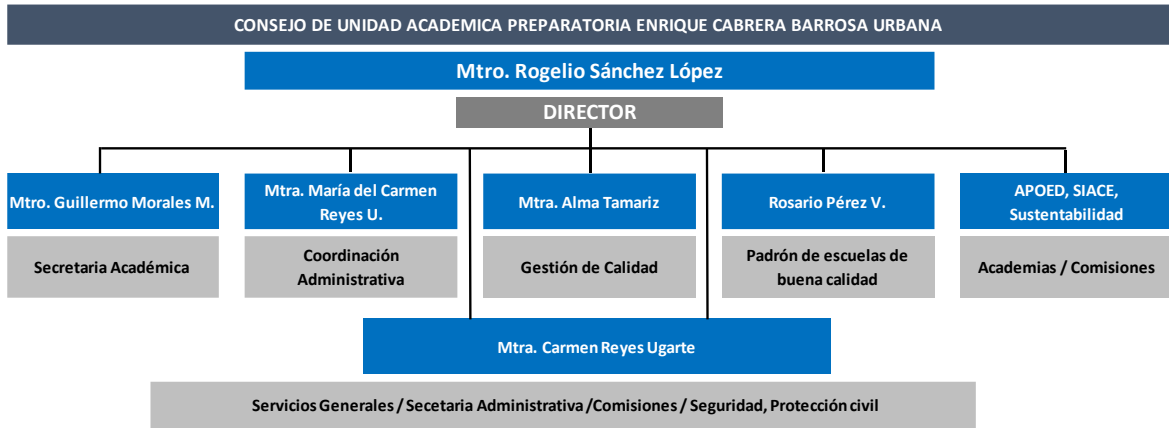 CONSEJO DE UNIDAD ACADEMICA PREPARATORIA ENRIQUE CABRERA BARROSA URBANA
Mtro. Rogelio Sánchez López
DIRECTOR
Mtro. Guillermo Morales M.
Secretaria Académica
Mtra. María del Carmen
Reyes U.
Coordinación
Administrativa
Mtra. Alma Tamariz
Gestión de Calidad
Rosario Pérez V.
Padrón de escuelas de
buena calidad
APOED, SIACE,
Sustentabilidad
Academias / Comisiones
Mtra. Carmen Reyes Ugarte
Servicios Generales / Secetaria Administrativa /Comisiones / Seguridad, Protección civil